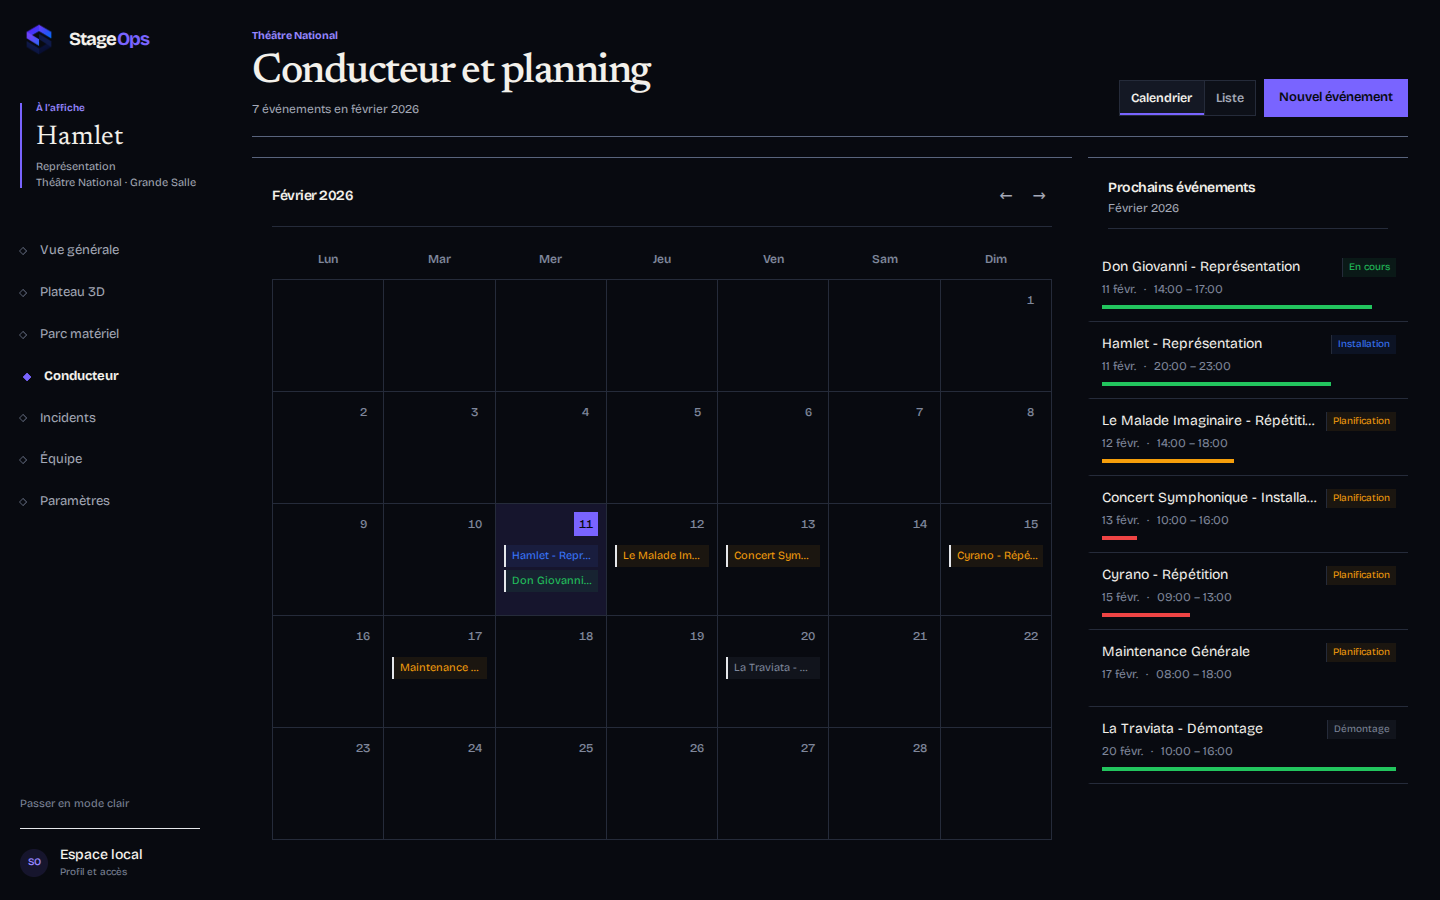 StageOps
À l'affiche
Hamlet
Représentation
Théâtre National · Grande Salle
Vue générale
Plateau 3D
Parc matériel
Conducteur
Incidents
Équipe
Paramètres
Passer en mode clair
SO
Espace local
Profil et accès
Théâtre National
Conducteur et planning
7 événements en février 2026
Calendrier
Liste
Nouvel événement
Février 2026
← →
Lun Mar Mer Jeu Ven Sam Dim
1
2 3 4 5 6 7 8
9 10 11 12 13 14 15
Hamlet - Repr... Le Malade Im... Concert Sym... Cyrano - Répé...
Don Giovanni...
16 17 18 19 20 21 22
Maintenance ... La Traviata - ...
23 24 25 26 27 28
Prochains événements
Février 2026
Don Giovanni - Représentation En cours
11 févr. · 14:00 – 17:00
Hamlet - Représentation Installation
11 févr. · 20:00 – 23:00
Le Malade Imaginaire - Répétiti... Planification
12 févr. · 14:00 – 18:00
Concert Symphonique - Installa... Planification
13 févr. · 10:00 – 16:00
Cyrano - Répétition Planification
15 févr. · 09:00 – 13:00
Maintenance Générale Planification
17 févr. · 08:00 – 18:00
La Traviata - Démontage Démontage
20 févr. · 10:00 – 16:00